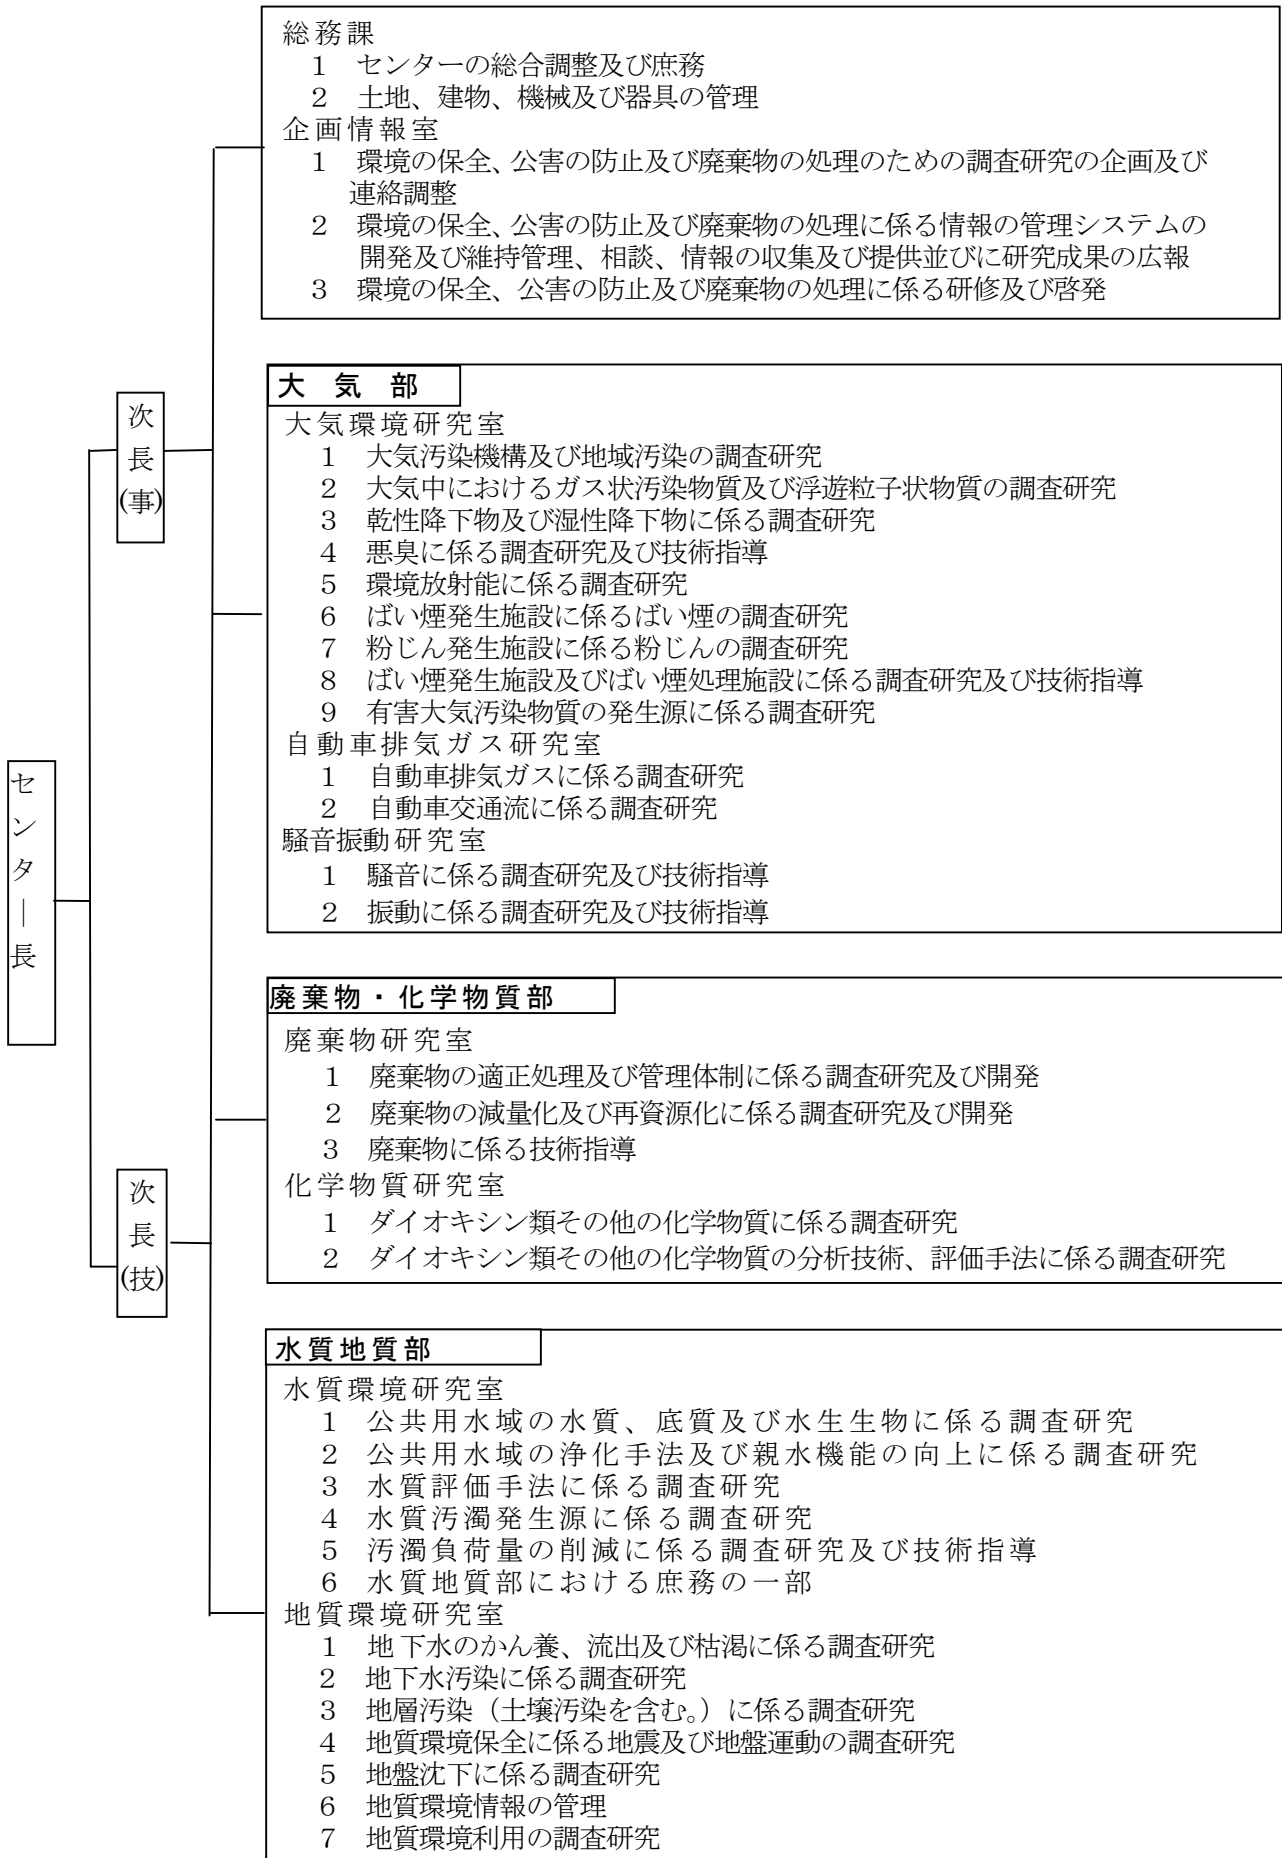 総務課
１　センターの総合調整及び庶務
２　土地、建物、機械及び器具の管理
企画情報室
１　環境の保全、公害の防止及び廃棄物の処理のための調査研究の企画及び
連絡調整
２　環境の保全、公害の防止及び廃棄物の処理に係る情報の管理システムの
開発及び維持管理、相談、情報の収集及び提供並びに研究成果の広報
３　環境の保全、公害の防止及び廃棄物の処理に係る研修及び啓発
センター長
次長(事)
次長(技)
大　気　部
大気環境研究室
１　大気汚染機構及び地域汚染の調査研究
２　大気中におけるガス状汚染物質及び浮遊粒子状物質の調査研究
３　乾性降下物及び湿性降下物に係る調査研究
４　悪臭に係る調査研究及び技術指導
５　環境放射能に係る調査研究
６　ばい煙発生施設に係るばい煙の調査研究
７　粉じん発生施設に係る粉じんの調査研究
８　ばい煙発生施設及びばい煙処理施設に係る調査研究及び技術指導
９　有害大気汚染物質の発生源に係る調査研究
自動車排気ガス研究室
１　自動車排気ガスに係る調査研究
２　自動車交通流に係る調査研究
騒音振動研究室
１　騒音に係る調査研究及び技術指導
２　振動に係る調査研究及び技術指導
廃棄物・化学物質部
廃棄物研究室
１　廃棄物の適正処理及び管理体制に係る調査研究及び開発
２　廃棄物の減量化及び再資源化に係る調査研究及び開発
３　廃棄物に係る技術指導
化学物質研究室
１　ダイオキシン類その他の化学物質に係る調査研究
２　ダイオキシン類その他の化学物質の分析技術、評価手法に係る調査研究
水質地質部
水質環境研究室
１　公共用水域の水質、底質及び水生生物に係る調査研究
２　公共用水域の浄化手法及び親水機能の向上に係る調査研究
３　水質評価手法に係る調査研究
４　水質汚濁発生源に係る調査研究
５　汚濁負荷量の削減に係る調査研究及び技術指導
６　水質地質部における庶務の一部
地質環境研究室
１　地下水のかん養、流出及び枯渇に係る調査研究
２　地下水汚染に係る調査研究
３　地層汚染（土壌汚染を含む。）に係る調査研究
４　地質環境保全に係る地震及び地盤運動の調査研究
５　地盤沈下に係る調査研究
６　地質環境情報の管理
７　地質環境利用の調査研究